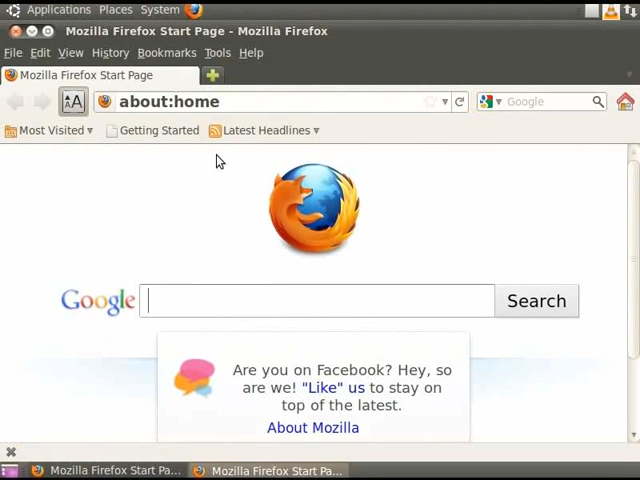 Applications Places System
Mozilla Firefox Start Page - Mozilla Firefox
File Edit View History Bookmarks Tools Help
Mozilla Firefox Start Page
AA about:home Google
Most Visited Getting Started Latest Headlines
Google Search
Are you on Facebook? Hey, so
are we! "Like" us to stay on
top of the latest.
About Mozilla
Mozilla Firefox Start Pa... Mozilla Firefox Start Pa...